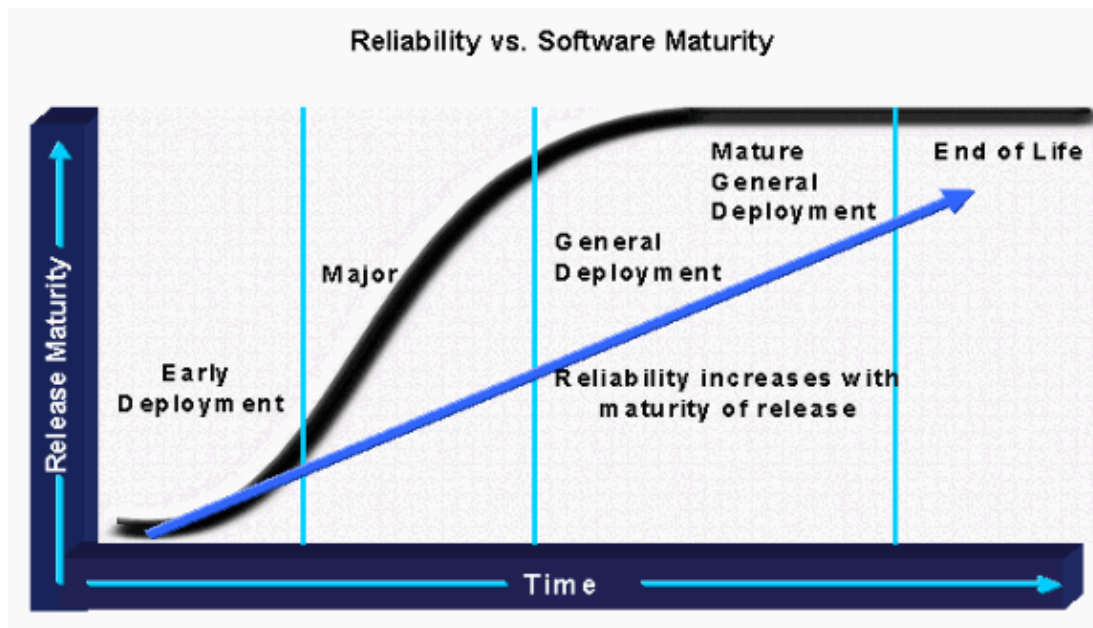 Reliability vs. Software Maturity
Mature
General
Deployment
End of Life
General
Deployment
Major
Early
Deployment
Reliability increases with
maturity of release
Release Maturity
Time